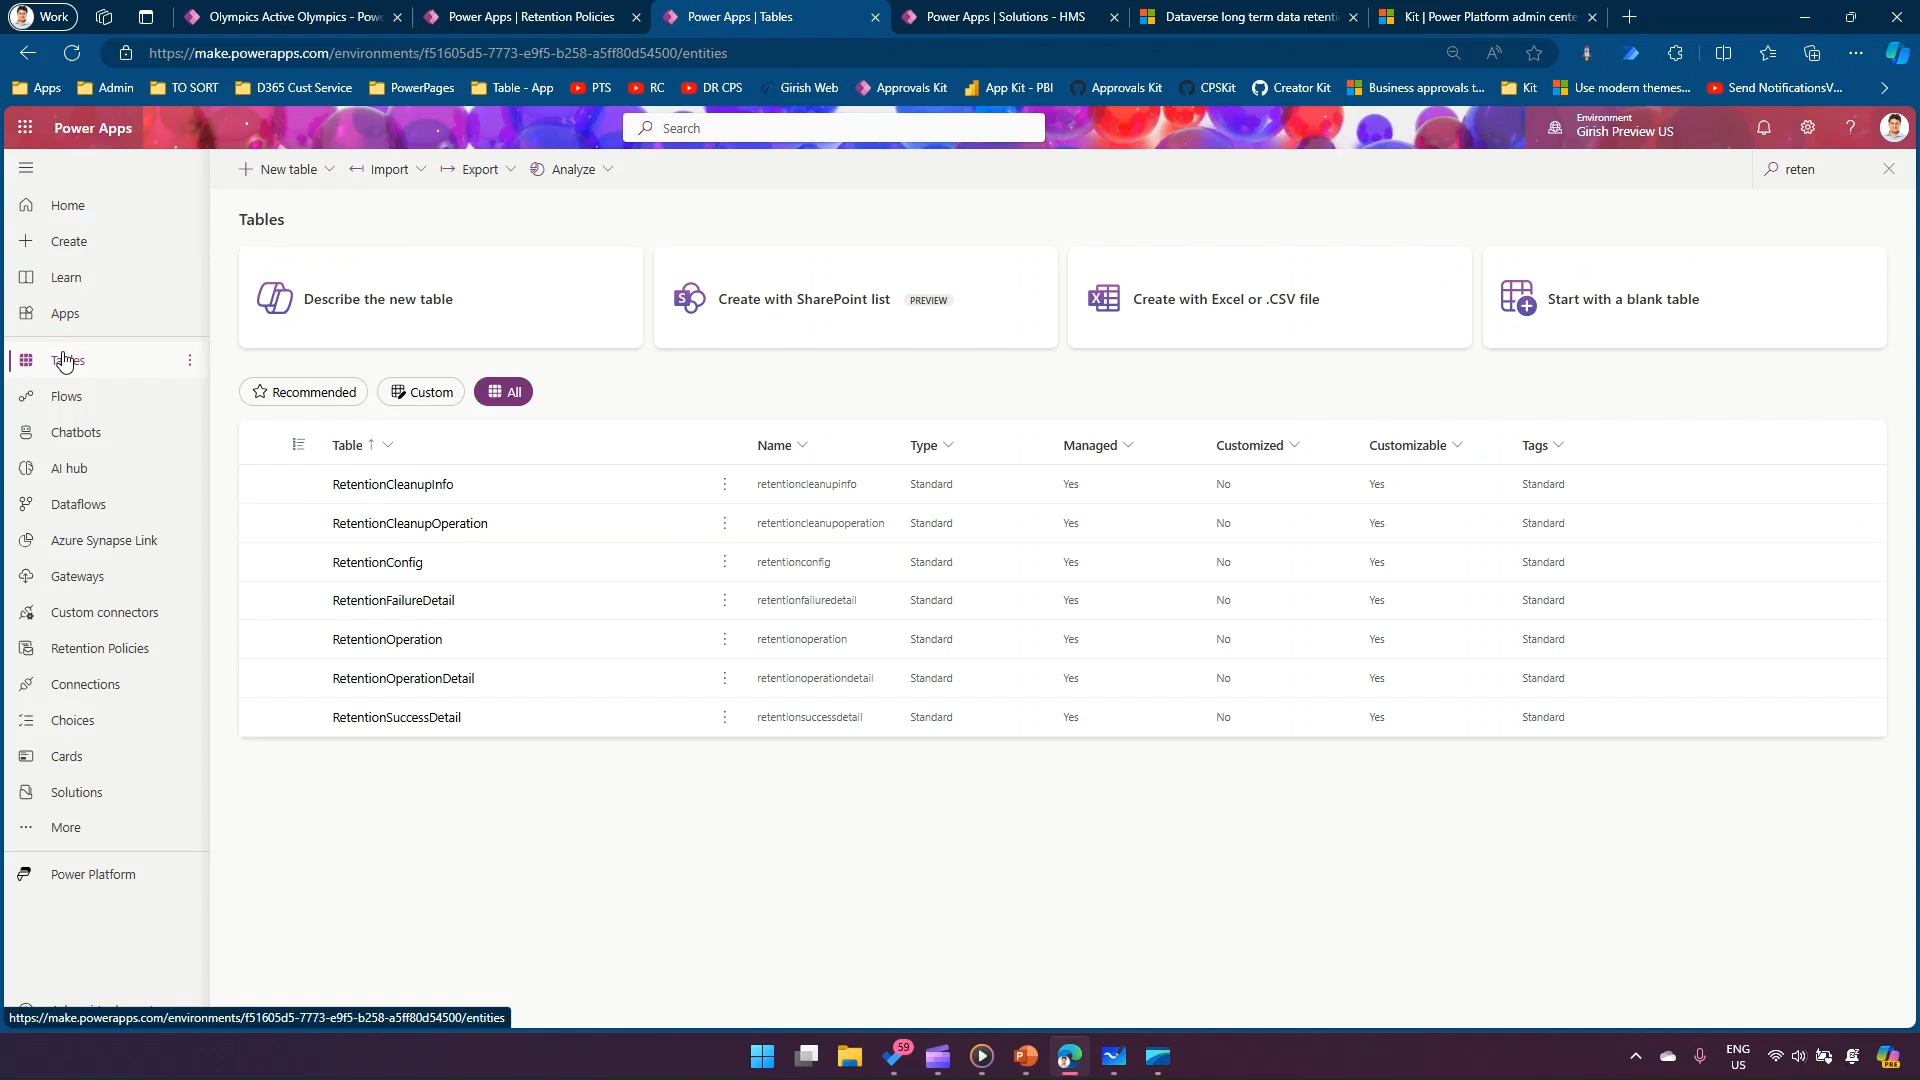 Work
Olympics Active Olympics - Pow
Power Apps | Retention Policies
Power Apps | Tables
Power Apps | Solutions - HMS
Dataverse long term data retenti
Kit | Power Platform admin cente
https://make.powerapps.com/environments/f51605d5-7773-e9f5-b258-a5ff80d54500/entities
Apps
Admin
TO SORT
D365 Cust Service
PowerPages
Table - App
PTS
RC
DR CPS
Girish Web
Approvals Kit
App Kit - PBI
Approvals Kit
CPSKit
Creator Kit
Business approvals t...
Kit
Use modern themes...
Send NotificationsV...
Power Apps
Search
Environment
Girish Preview US
New table
Import
Export
Analyze
reten
Home
Create
Learn
Apps
Tables
Flows
Chatbots
AI hub
Dataflows
Azure Synapse Link
Gateways
Custom connectors
Retention Policies
Connections
Choices
Cards
Solutions
More
Power Platform
Tables
Describe the new table
Create with SharePoint list PREVIEW
Create with Excel or .CSV file
Start with a blank table
Recommended
Custom
All
Table Name Type Managed Customized Customizable Tags
RetentionCleanupInfo retentioncleanupinfo Standard Yes No Yes Standard
RetentionCleanupOperation retentioncleanupoperation Standard Yes No Yes Standard
RetentionConfig retentionconfig Standard Yes No Yes Standard
RetentionFailureDetail retentionfailuredetail Standard Yes No Yes Standard
RetentionOperation retentionoperation Standard Yes No Yes Standard
RetentionOperationDetail retentionoperationdetail Standard Yes No Yes Standard
RetentionSuccessDetail retentionsuccessdetail Standard Yes No Yes Standard
https://make.powerapps.com/environments/f51605d5-7773-e9f5-b258-a5ff80d54500/entities
59
ENG
US
PRE